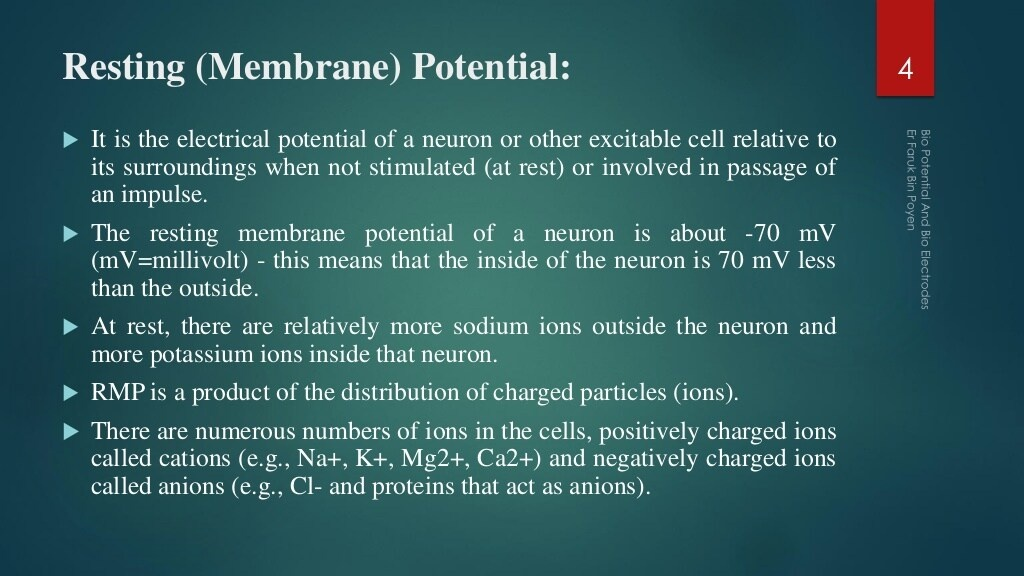 Resting (Membrane) Potential:
4
It is the electrical potential of a neuron or other excitable cell relative to
its surroundings when not stimulated (at rest) or involved in passage of
an impulse.
The resting membrane potential of a neuron is about -70 mV
(mV=millivolt) - this means that the inside of the neuron is 70 mV less
than the outside.
At rest, there are relatively more sodium ions outside the neuron and
more potassium ions inside that neuron.
RMP is a product of the distribution of charged particles (ions).
There are numerous numbers of ions in the cells, positively charged ions
called cations (e.g., Na+, K+, Mg2+, Ca2+) and negatively charged ions
called anions (e.g., Cl- and proteins that act as anions).
Bio Potential And Bio Electrodes
Er. Faruk Bin Poyen